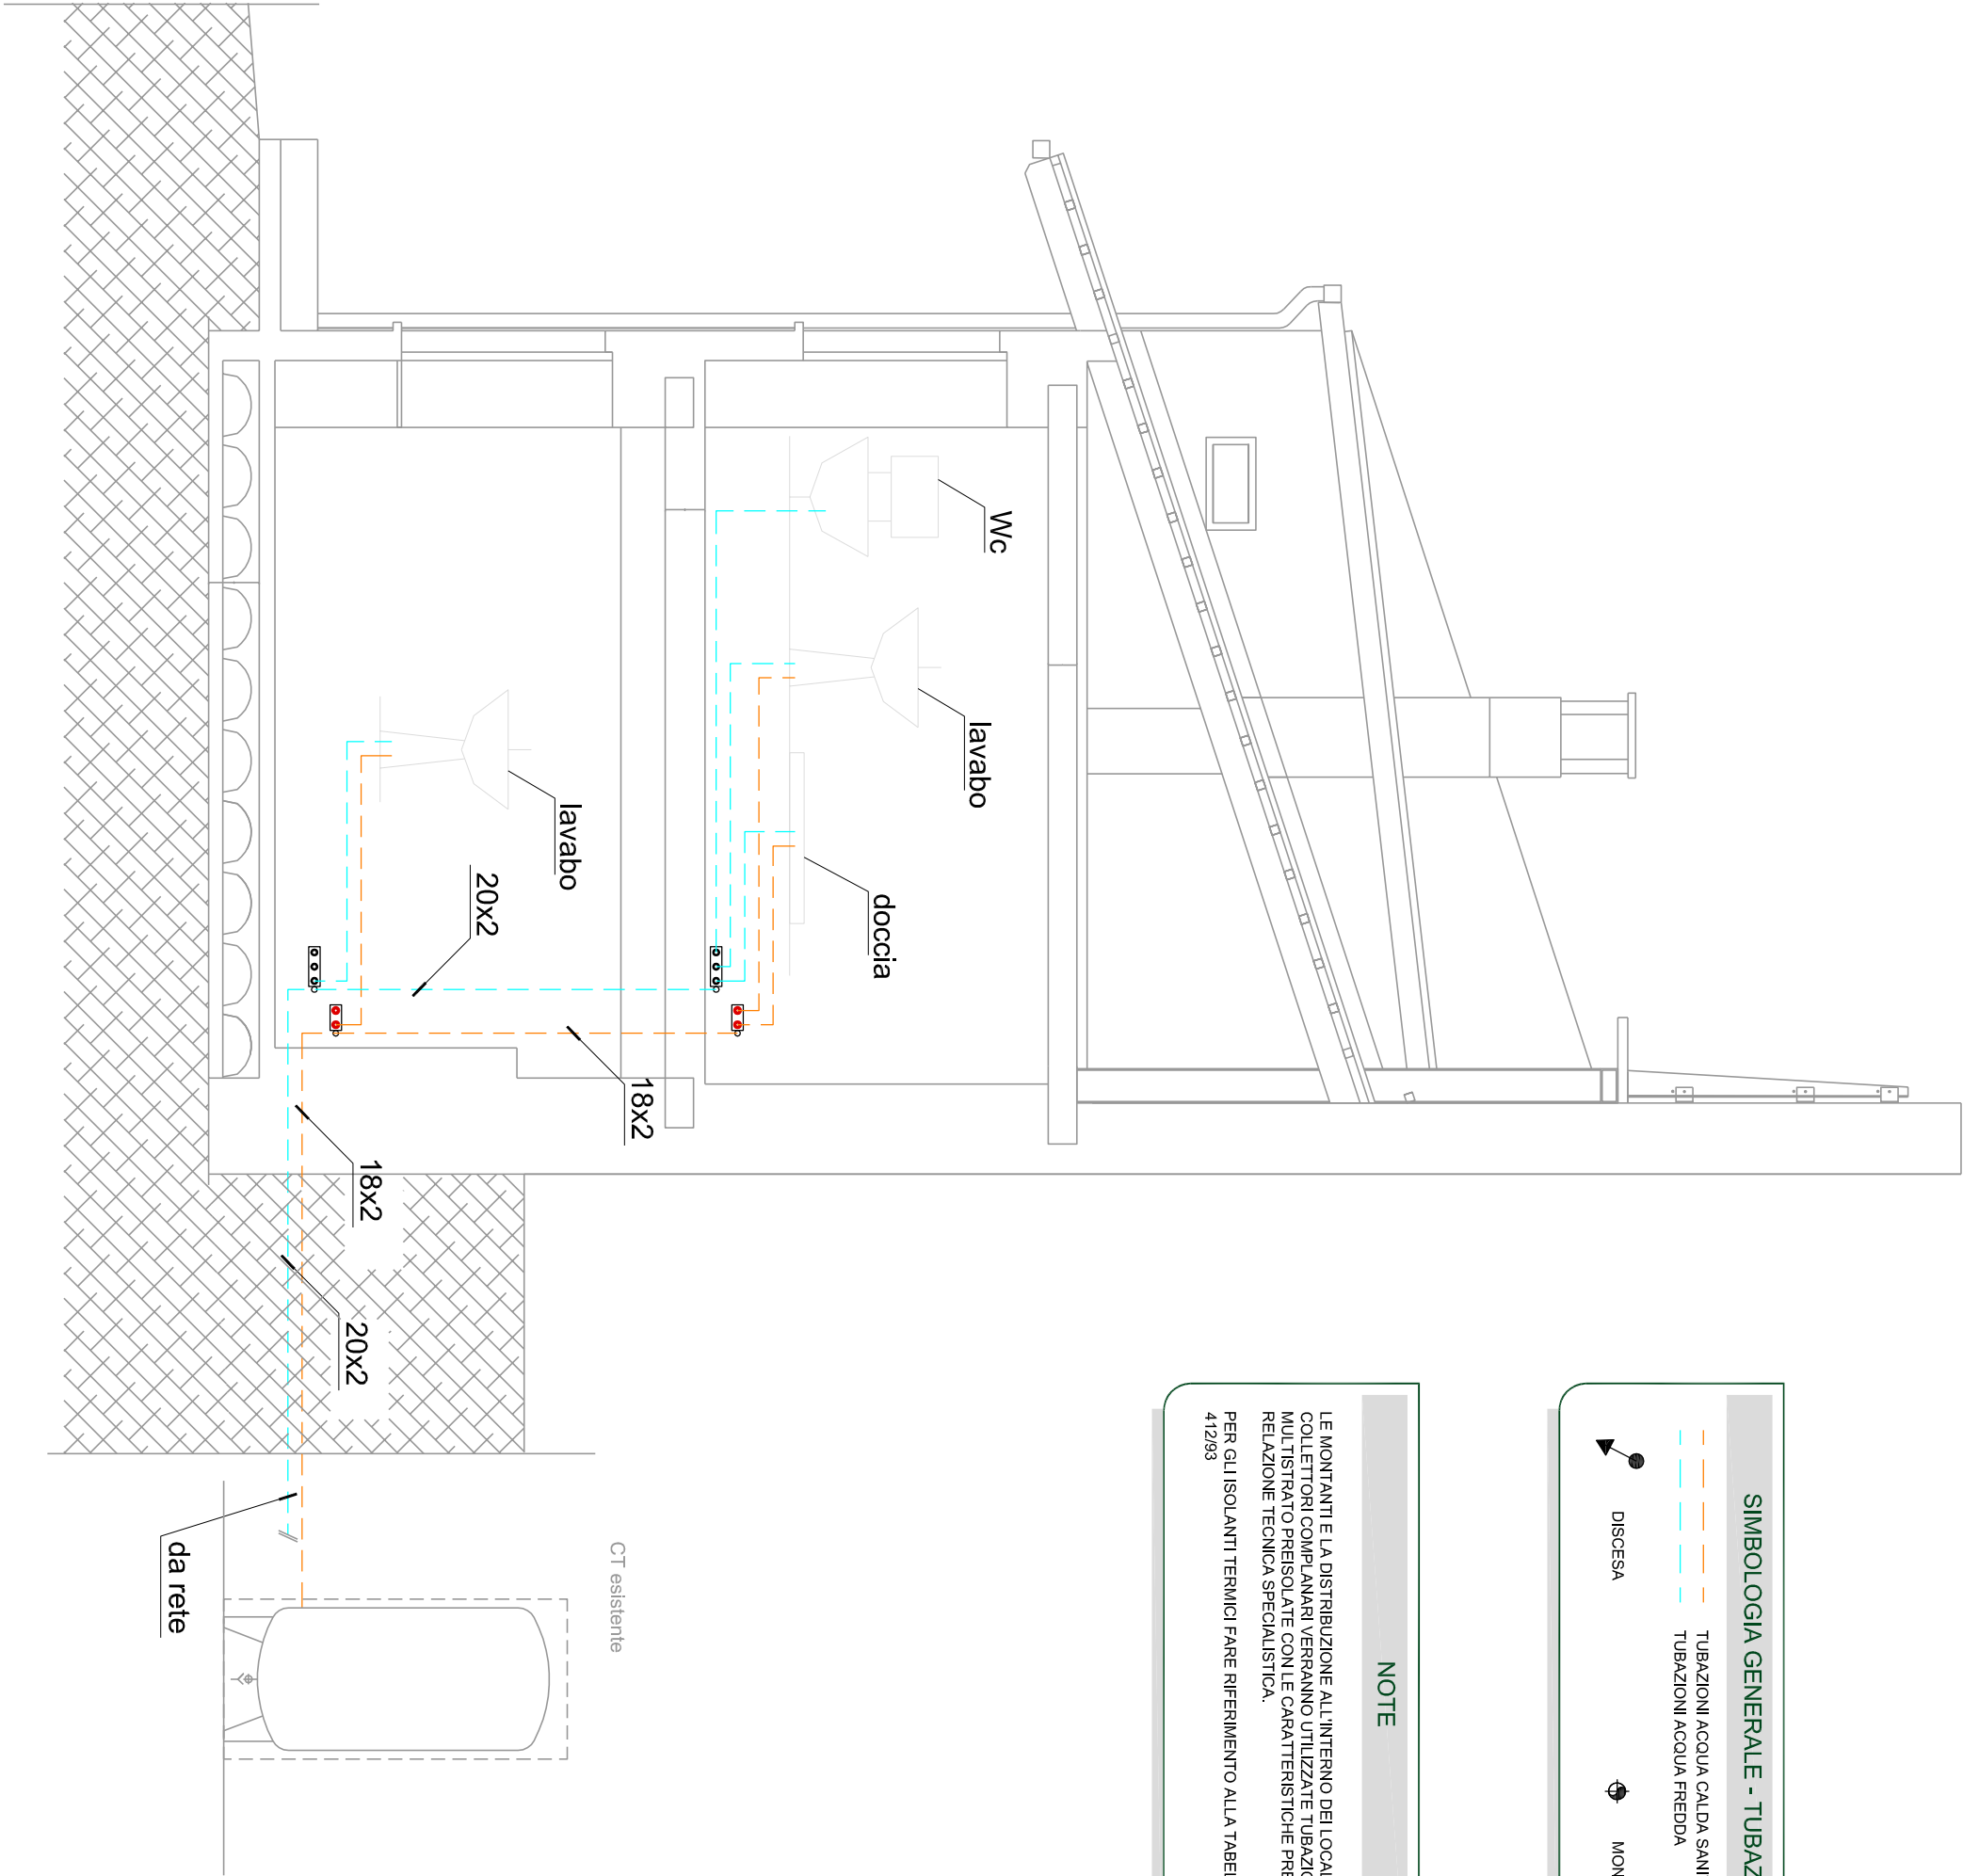 SIMBOLOGIA GENERALE - TUBAZ
TUBAZIONI ACQUA CALDA SANI
TUBAZIONI ACQUA FREDDA
DISCESA
MON
NOTE
LE MONTANTI E LA DISTRIBUZIONE ALL'INTERNO DEI LOCAL
COLLETTORI COMPLANARI VERRANNO UTILIZZATE TUBAZIO
MULTISTRATO PREISOLATE CON LE CARATTERISTICHE PRE
RELAZIONE TECNICA SPECIALISTICA.
PER GLI ISOLANTI TERMICI FARE RIFERIMENTO ALLA TABEL
412/93
Wc
lavabo
doccia
lavabo
20x2
18x2
18x2
20x2
CT esistente
da rete